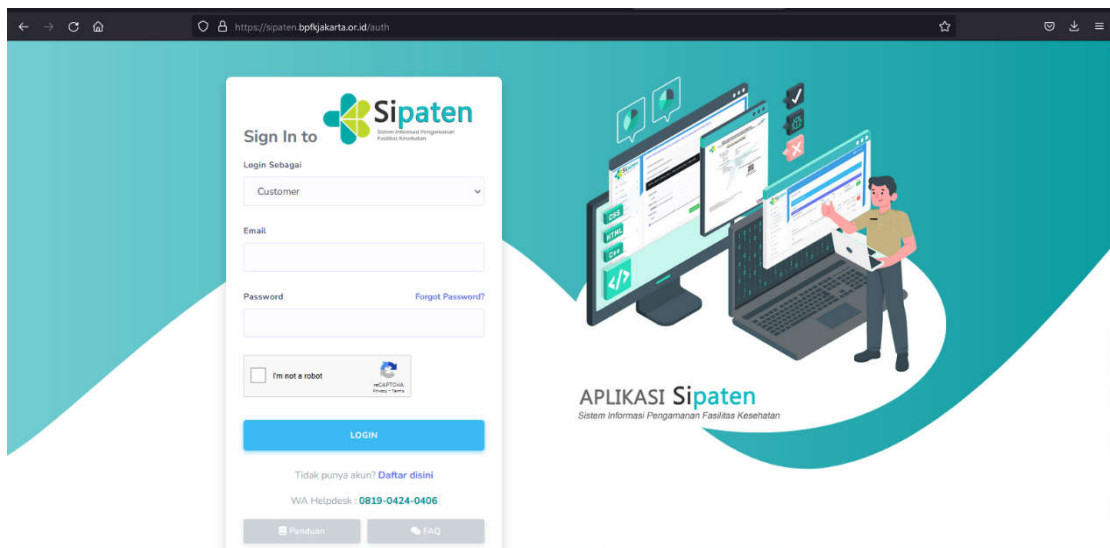 https://sipaten.bpfkjakarta.or.id/auth
Sign In to
Sipaten
Sistem Informasi Pengamanan
Fasilitas Kesehatan
Login Sebagai
Customer
Email
Password
Forgot Password?
I'm not a robot
reCAPTCHA
Privacy - Terms
LOGIN
Tidak punya akun? Daftar disini
WA Helpdesk : 0819-0424-0406
Panduan
FAQ
Sipaten
CSS
HTML
C++
</>
APLIKASI Sipaten
Sistem Informasi Pengamanan Fasilitas Kesehatan